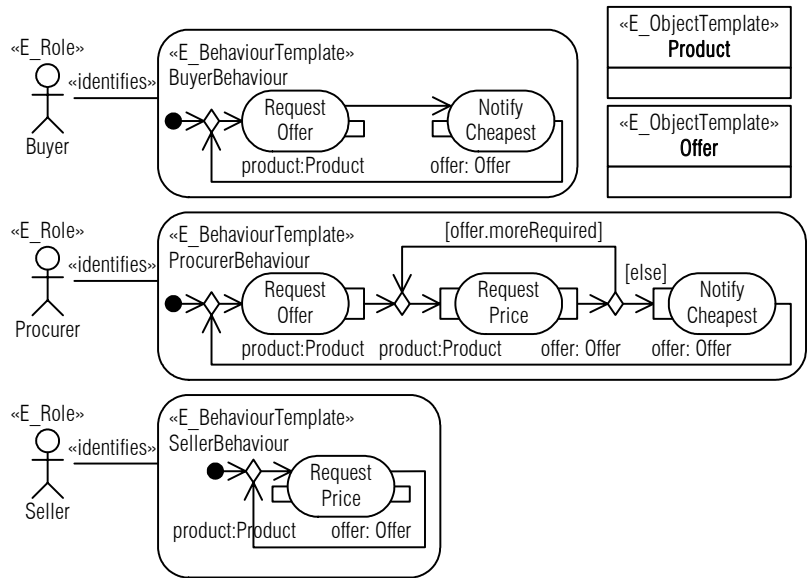 «E_Role»
Buyer
«identifies»
«E_BehaviourTemplate»
BuyerBehaviour
Request
Offer
Notify
Cheapest
product:Product
offer: Offer
«E_ObjectTemplate»
Product
«E_ObjectTemplate»
Offer
«E_Role»
Procurer
«identifies»
«E_BehaviourTemplate»
ProcurerBehaviour
[offer.moreRequired]
[else]
Request
Offer
Request
Price
Notify
Cheapest
product:Product
product:Product
offer: Offer
offer: Offer
«E_Role»
Seller
«identifies»
«E_BehaviourTemplate»
SellerBehaviour
Request
Price
product:Product
offer: Offer